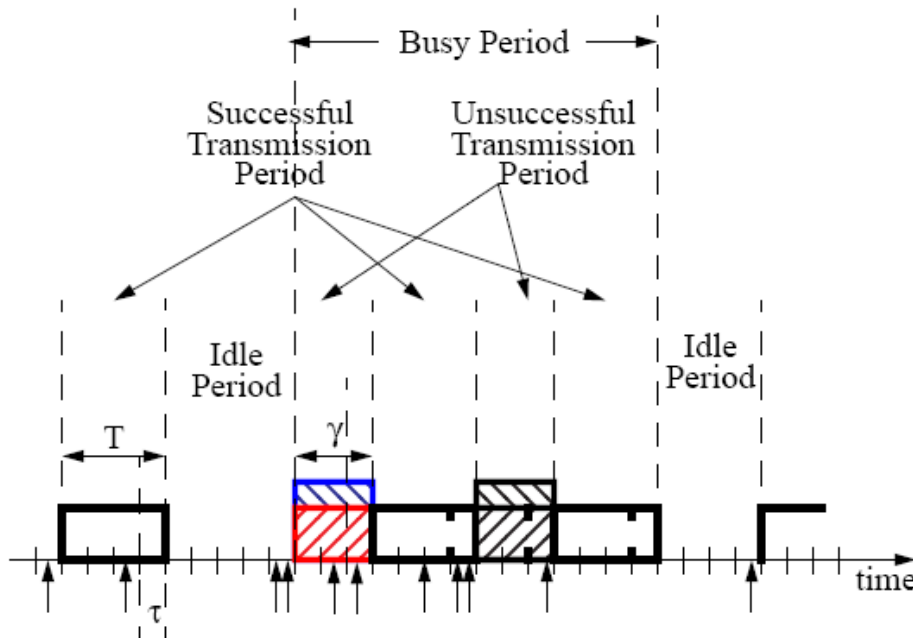 Busy Period
Successful
Transmission
Period
Unsuccessful
Transmission
Period
Idle
Period
Idle
Period
T
γ
time
τ